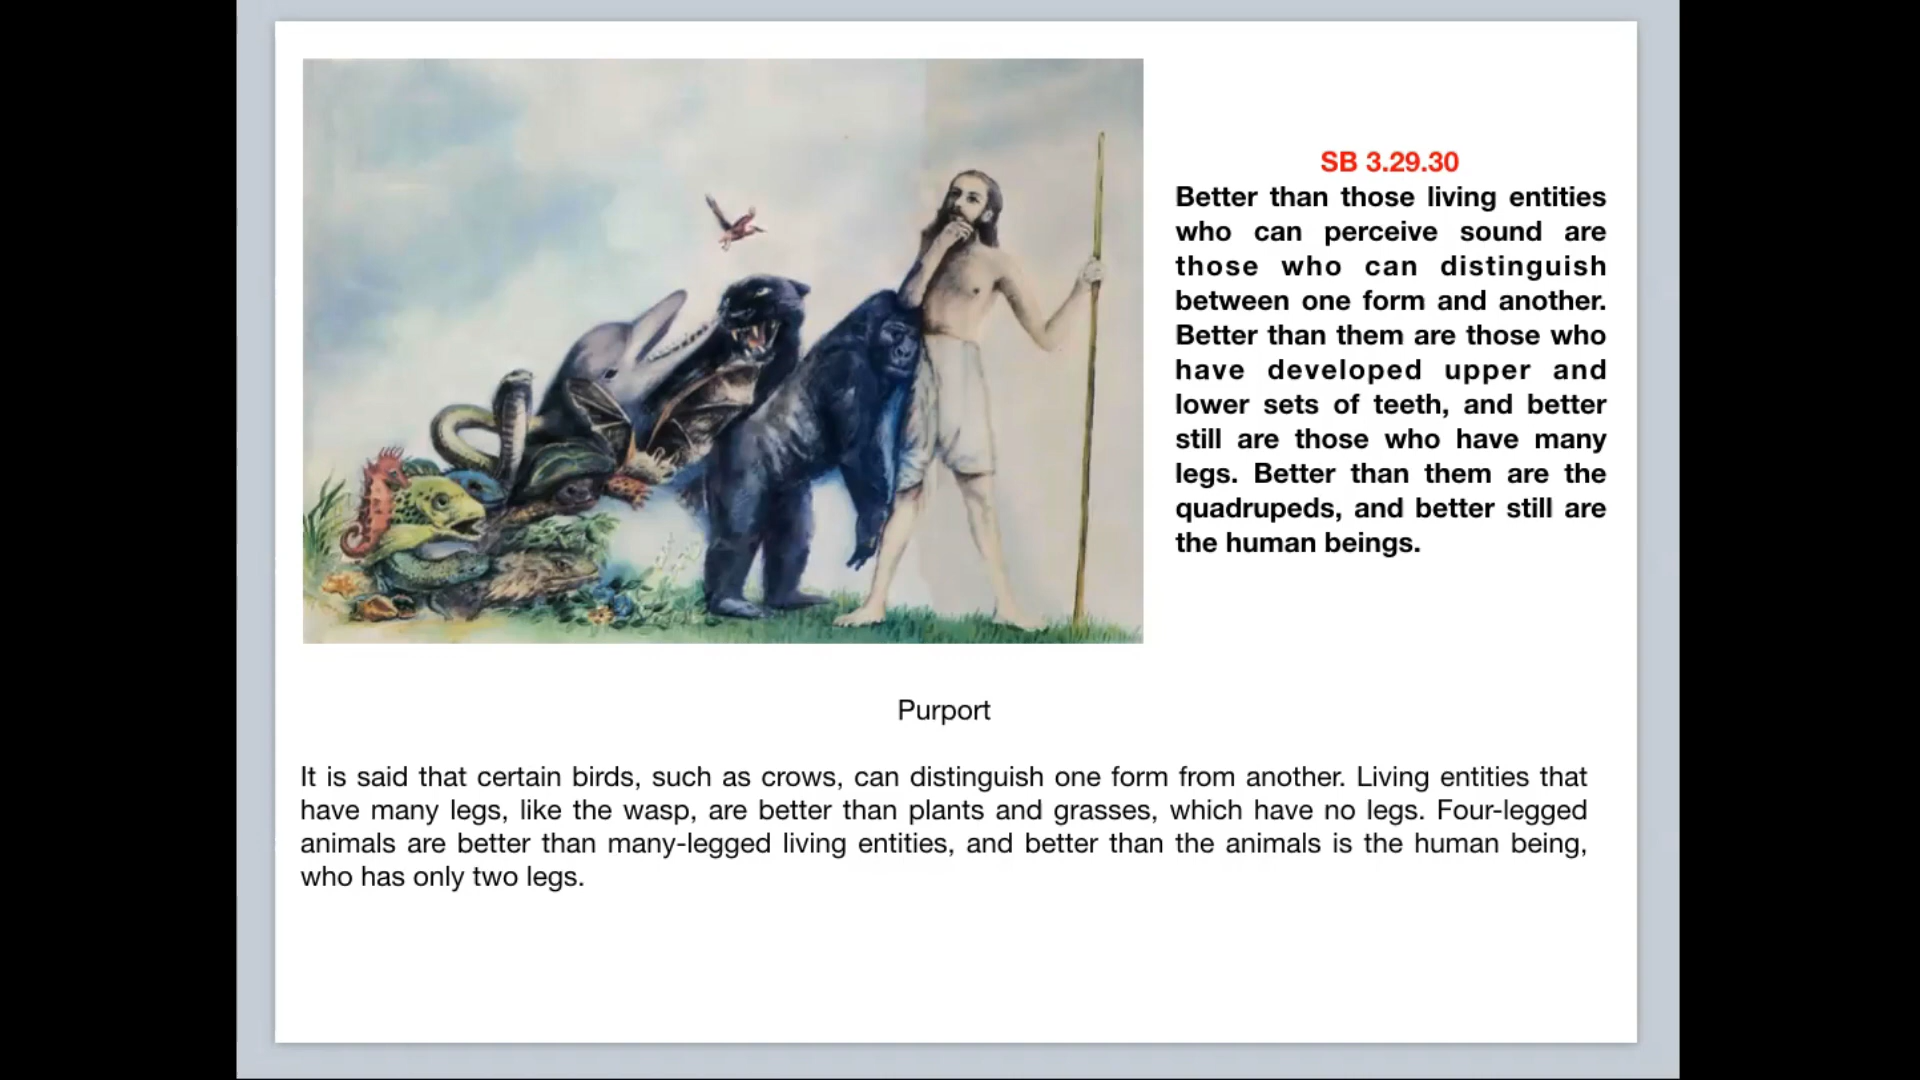 SB 3.29.30
Better than those living entities
who can perceive sound are
those who can distinguish
between one form and another.
Better than them are those who
have developed upper and
lower sets of teeth, and better
still are those who have many
legs. Better than them are the
quadrupeds, and better still are
the human beings.
Purport
It is said that certain birds, such as crows, can distinguish one form from another. Living entities that
have many legs, like the wasp, are better than plants and grasses, which have no legs. Four-legged
animals are better than many-legged living entities, and better than the animals is the human being,
who has only two legs.